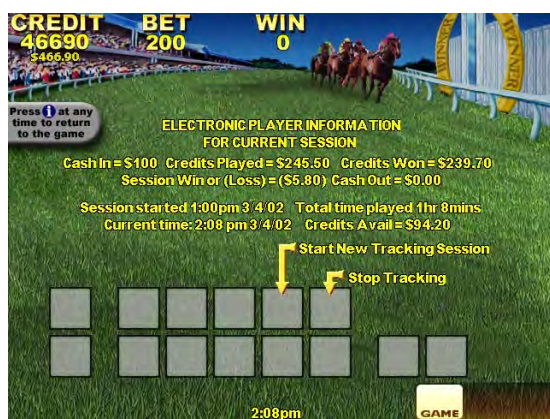 CREDIT BET WIN
46690 200 0
$466.90
WINNER
WINNER
Press i at any
time to return
to the game
ELECTRONIC PLAYER INFORMATION
FOR CURRENT SESSION
Cash In = $100 Credits Played = $245.50 Credits Won = $239.70
Session Win or (Loss) = ($5.80) Cash Out = $0.00
Session started 1:00pm 3/4/02 Total time played 1hr 8mins
Current time: 2:08 pm 3/4/02 Credits Avail = $94.20
Start New Tracking Session
Stop Tracking
2:08pm
GAME